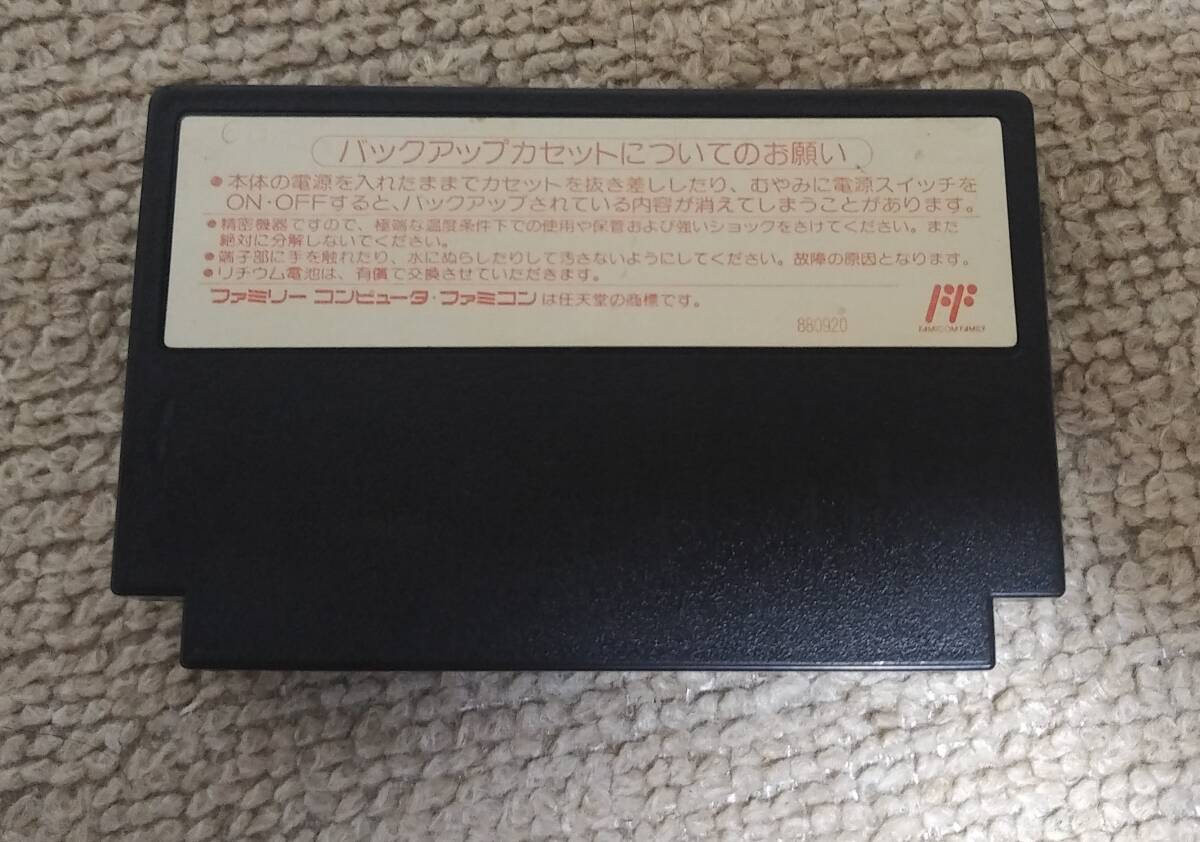 バックアップカセットについてのお願い
●本体の電源を入れたままでカセットを抜き差ししたり、むやみに電源スイッチを
ON・OFFすると、バックアップされている内容が消えてしまうことがあります。
●精密機器ですので、極端な温度条件下での使用や保管および強いショックをさけてください。また
絶対に分解しないでください。
●端子部に手を触れたり、水にぬらしたりして汚さないようにしてください。故障の原因となります。
●リチウム電池は、有償で交換させていただきます。
ファミリーコンピュータ・ファミコンは任天堂の商標です。
880920
FAMICOM FAMILY